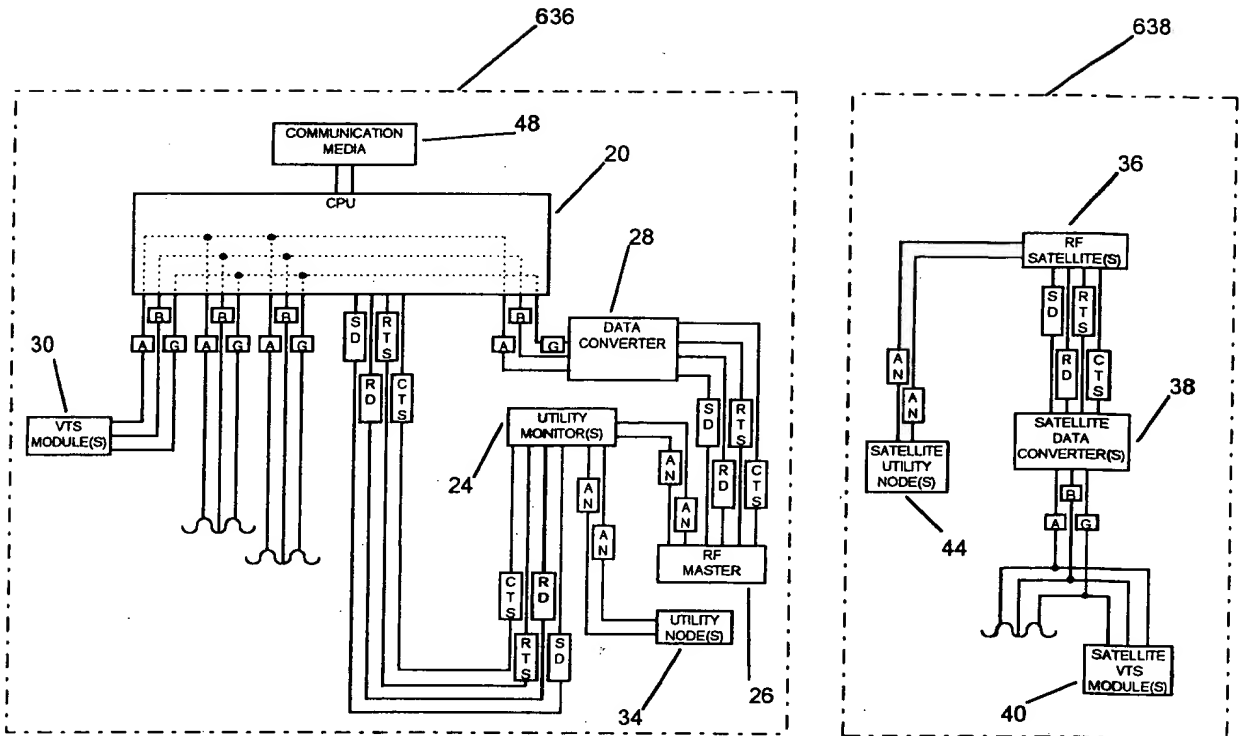 636
638
COMMUNICATION
MEDIA
48
CPU
20
36
RF
SATELLITE(S)
28
DATA
CONVERTER
A
B
G
A
B
G
A
B
G
SD
RD
RTS
CTS
A
B
G
30
VTS
MODULE(S)
SD
RD
RTS
CTS
AN
AN
SD
RD
RTS
CTS
38
SATELLITE
DATA
CONVERTER(S)
UTILITY
MONITOR(S)
24
AN
AN
AN
AN
SATELLITE
UTILITY
NODE(S)
44
B
A
G
RF
MASTER
26
CTS
RTS
RD
SD
UTILITY
NODE(S)
34
SATELLITE
VTS
MODULE(S)
40